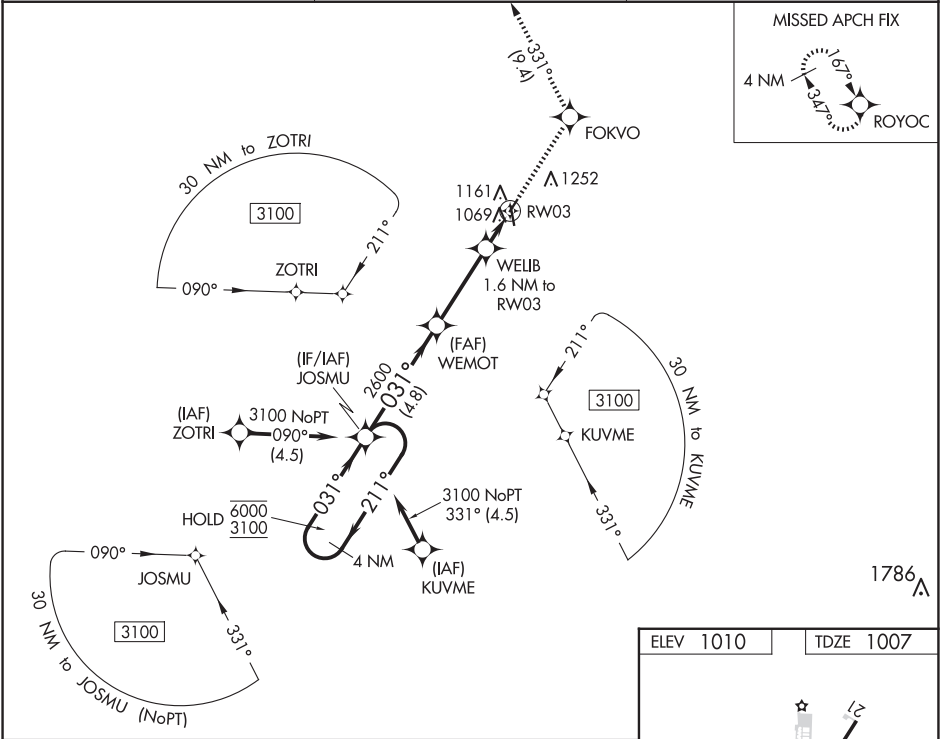 MISSED APCH FIX
4 NM
167°
347°
ROYOC
331°
(9.4)
FOKVO
1161
1252
1069
RW03
WELIB
1.6 NM to
RW03
30 NM to ZOTRI
3100
211°
ZOTRI
090°
(FAF)
WEMOT
(IF/IAF)
JOSMU
2600
031°
(4.8)
(IAF)
ZOTRI
3100 NoPT
090°
(4.5)
211°
30 NM to KUVME
3100
KUVME
331°
031°
211°
HOLD
6000
3100
4 NM
3100 NoPT
331° (4.5)
(IAF)
KUVME
090°
JOSMU
3100
331°
30 NM to JOSMU (NoPT)
1786
ELEV 1010
TDZE 1007
21